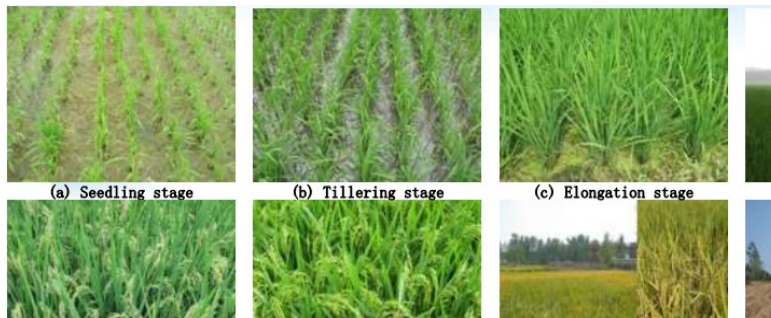 (a) Seedling stage
(b) Tillering stage
(c) Elongation stage